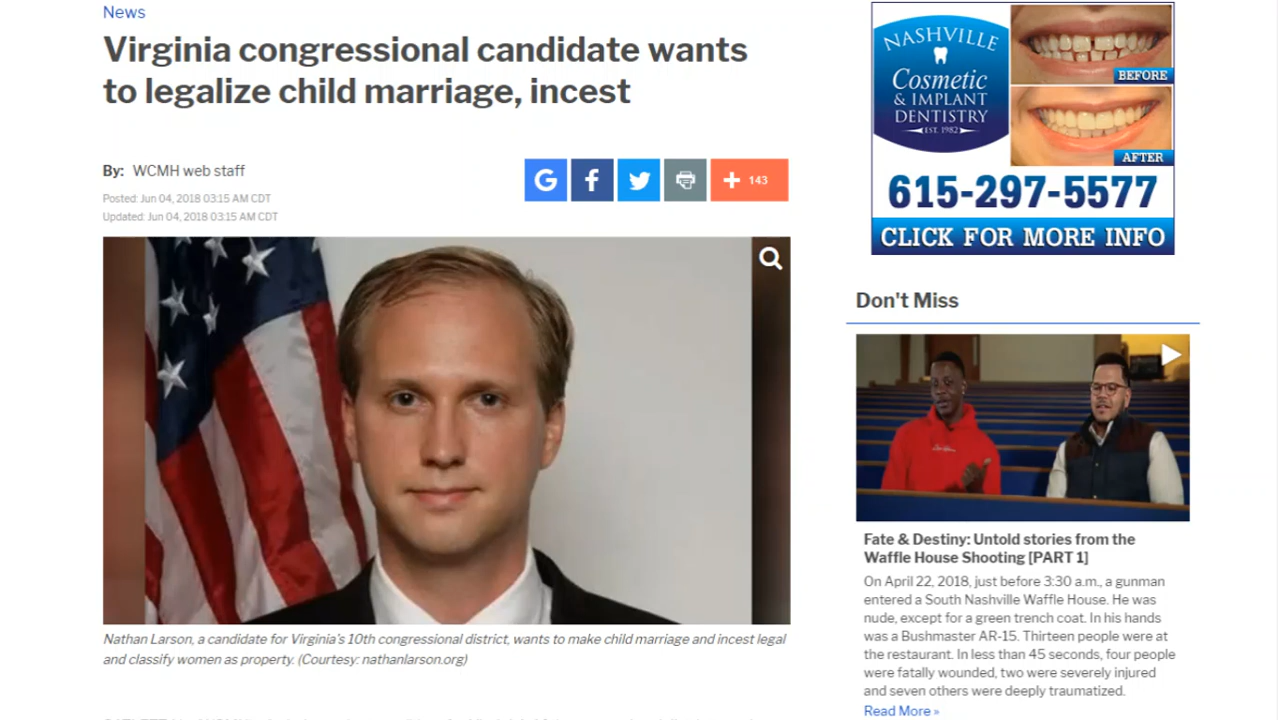 News
Virginia congressional candidate wants
to legalize child marriage, incest
By: WCMH web staff
Posted: Jun 04, 2018 03:15 AM CDT
Updated: Jun 04, 2018 03:15 AM CDT
G f + 143
Nathan Larson, a candidate for Virginia's 10th congressional district, wants to make child marriage and incest legal
and classify women as property. (Courtesy: nathanlarson.org)
NASHVILLE
Cosmetic
& IMPLANT
DENTISTRY
EST. 1982
BEFORE
AFTER
615-297-5577
CLICK FOR MORE INFO
Don't Miss
Fate & Destiny: Untold stories from the
Waffle House Shooting [PART 1]
On April 22, 2018, just before 3:30 a.m., a gunman
entered a South Nashville Waffle House. He was
nude, except for a green trench coat. In his hands
was a Bushmaster AR-15. Thirteen people were at
the restaurant. In less than 45 seconds, four people
were fatally wounded, two were severely injured
and seven others were deeply traumatized.
Read More »